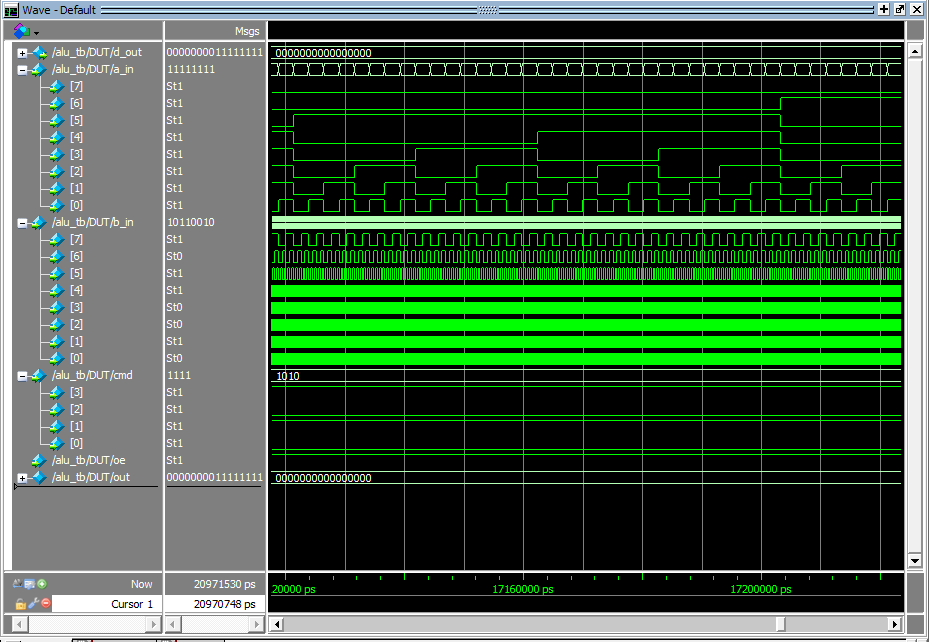 Wave - Default
Msgs
/alu_tb/DUT/d_out 0000000011111111 0000000000000000
/alu_tb/DUT/a_in 11111111
[7] St1
[6] St1
[5] St1
[4] St1
[3] St1
[2] St1
[1] St1
[0] St1
/alu_tb/DUT/b_in 10110010
[7] St1
[6] St0
[5] St1
[4] St1
[3] St0
[2] St0
[1] St1
[0] St0
/alu_tb/DUT/cmd 1111 1010
[3] St1
[2] St1
[1] St1
[0] St1
/alu_tb/DUT/oe St1
/alu_tb/DUT/out 0000000011111111 0000000000000000
Now 20971530 ps 20000 ps 17160000 ps 17200000 ps
Cursor 1 20970748 ps